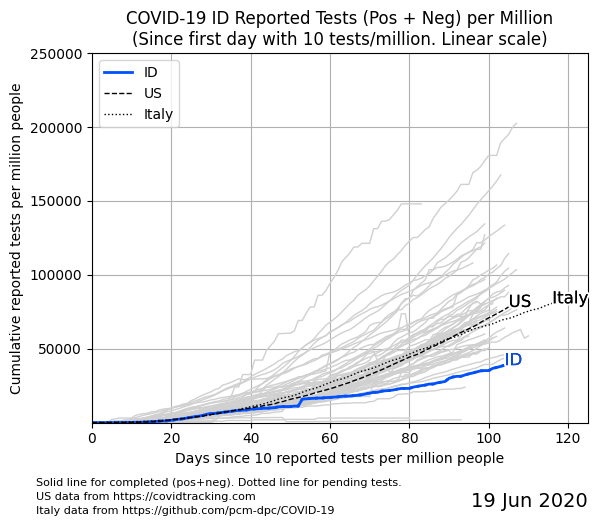 COVID-19 ID Reported Tests (Pos + Neg) per Million
(Since first day with 10 tests/million. Linear scale)
Cumulative reported tests per million people
250000
200000
150000
100000
50000
ID
US
Italy
US
Italy
ID
0 20 40 60 80 100 120
Days since 10 reported tests per million people
Solid line for completed (pos+neg). Dotted line for pending tests.
US data from https://covidtracking.com
Italy data from https://github.com/pcm-dpc/COVID-19
19 Jun 2020